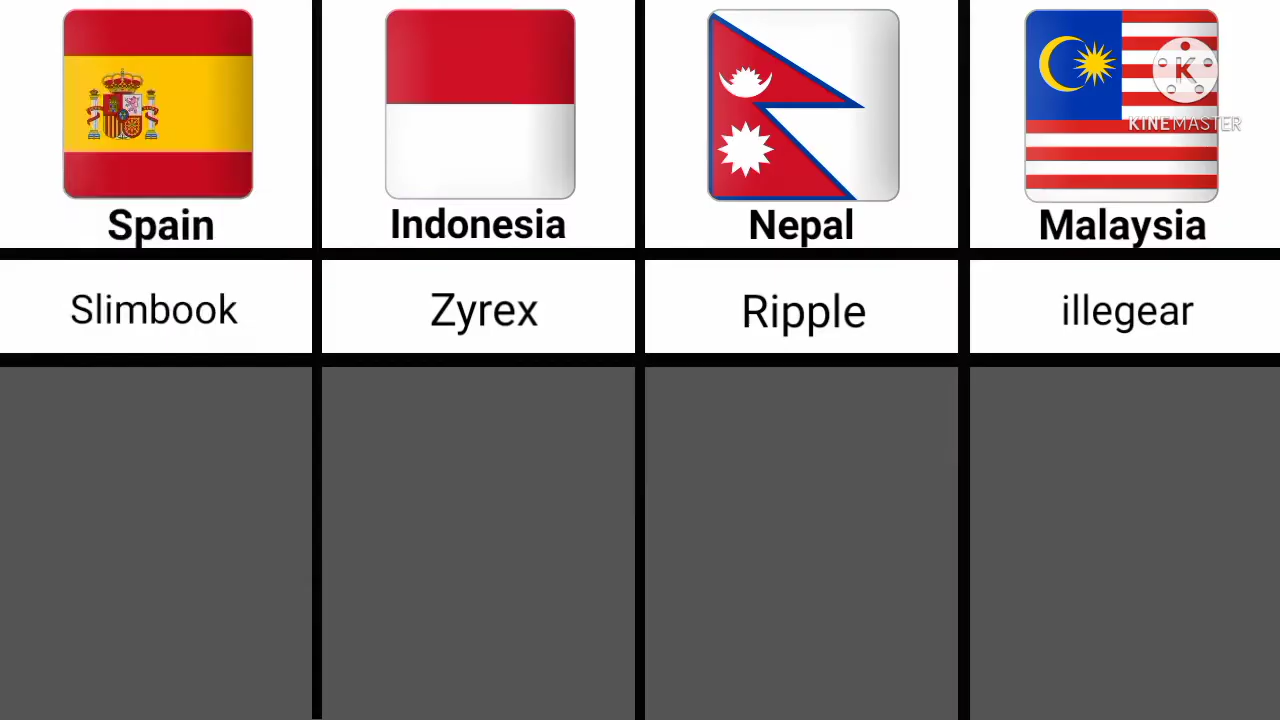 K
KINEMASTER
Spain
Indonesia
Nepal
Malaysia
Slimbook
Zyrex
Ripple
illegear